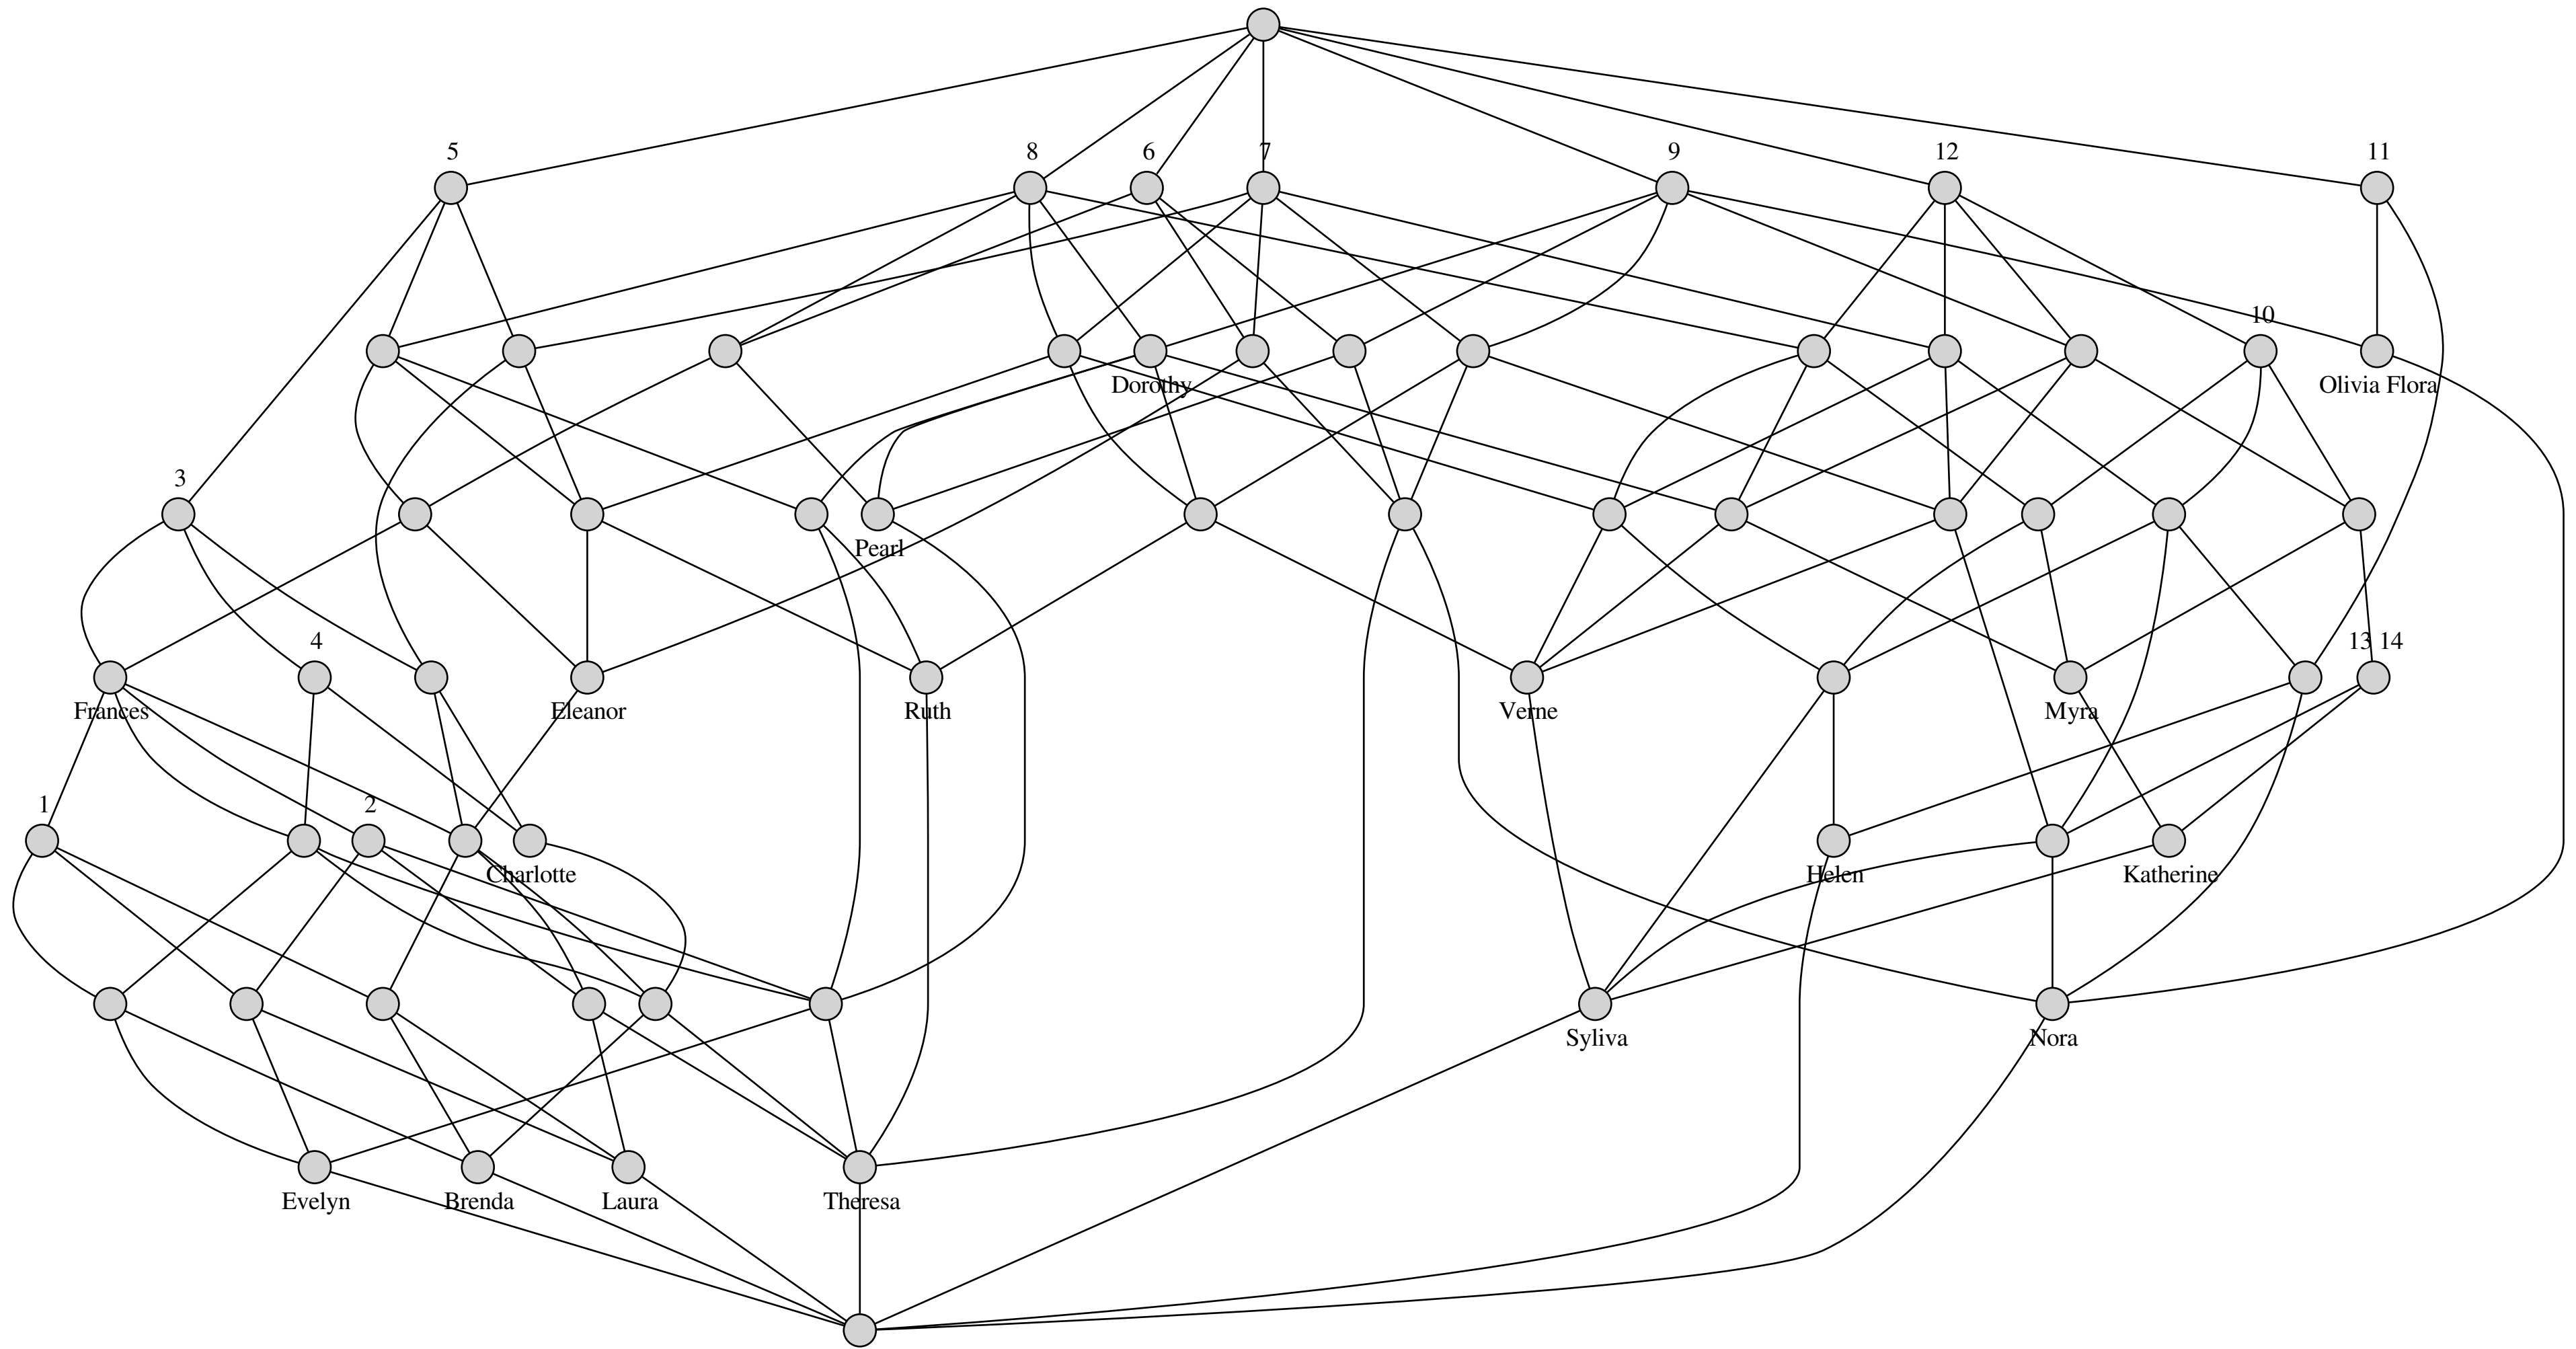 5
8
6
7
9
12
11
10
Dorothy
Olivia Flora
3
Pearl
4
13 14
Frances
Eleanor
Ruth
Verne
Myra
1
2
Charlotte
Helen
Katherine
Syliva
Nora
Evelyn
Brenda
Laura
Theresa